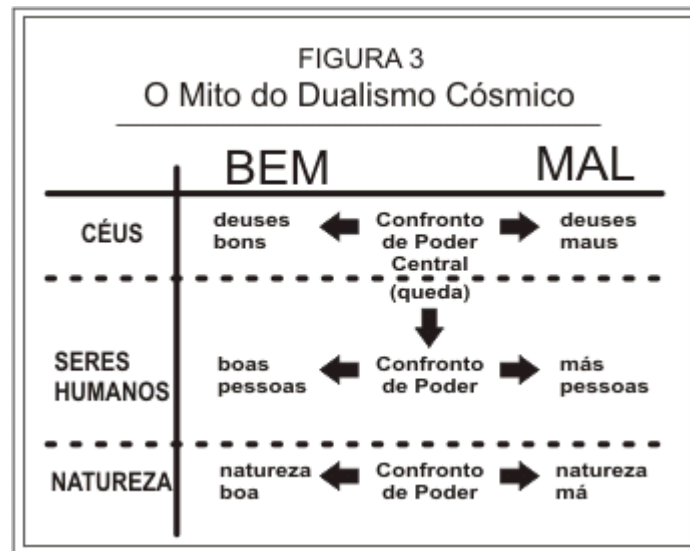 FIGURA 3
O Mito do Dualismo Cósmico
BEM MAL
CÉUS
deuses
bons
Confronto
de Poder
Central
(queda)
deuses
maus
SERES
HUMANOS
boas
pessoas
Confronto
de Poder
más
pessoas
NATUREZA
natureza
boa
Confronto
de Poder
natureza
má